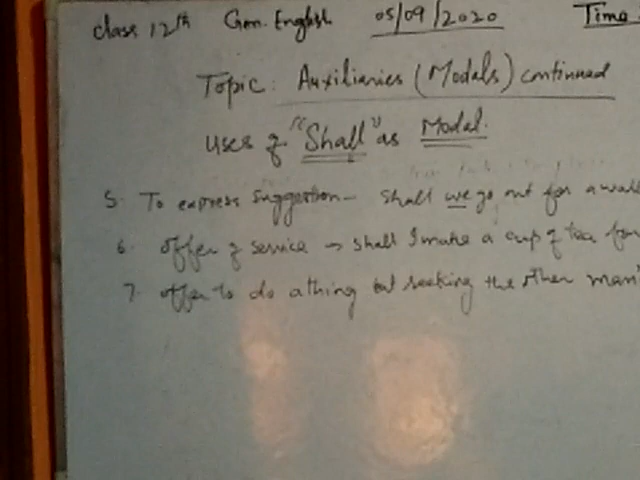 class 12th Gen. English 05/09/2020 Time
Topic: Auxiliaries (Modals) continued
uses of "Shall" as Modal.
5. To express suggestion - Shall we go out for a walk
6. offer of service → shall I make a cup of tea for
7. offer to do a thing but seeking the other man's